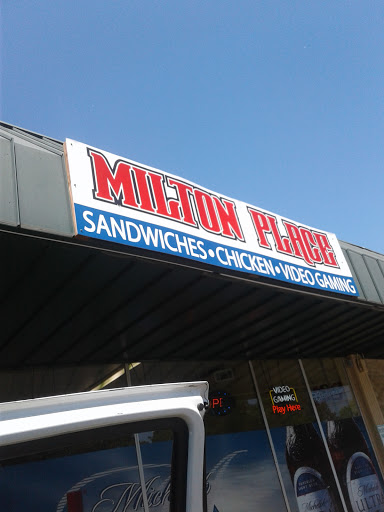 MILTON PLACE
SANDWICHES • CHICKEN • VIDEO GAMING
VIDEO
GAMING
Play Here